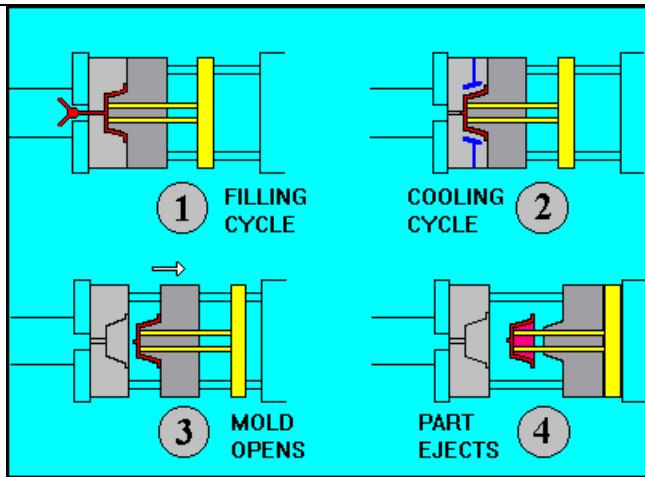 1
FILLING
CYCLE
COOLING
CYCLE
2
3
MOLD
OPENS
PART
EJECTS
4